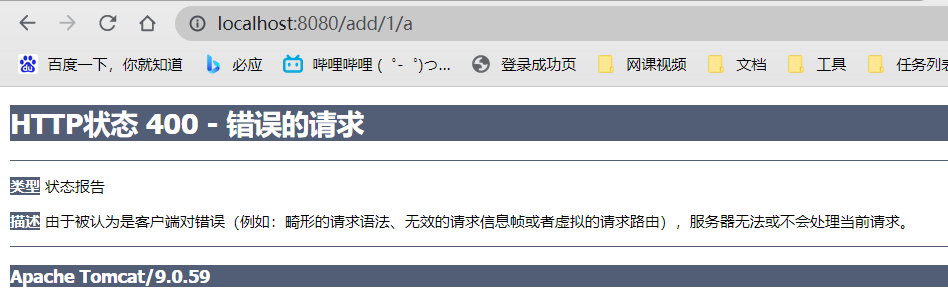 localhost:8080/add/1/a
百度一下，你就知道 必应 哔哩哔哩 ( ゜- ゜)つ... 登录成功页 网课视频 文档 工具 任务列表
HTTP状态 400 - 错误的请求
类型 状态报告
描述 由于被认为是客户端对错误（例如：畸形的请求语法、无效的请求信息帧或者虚拟的请求路由），服务器无法或不会处理当前请求。
Apache Tomcat/9.0.59